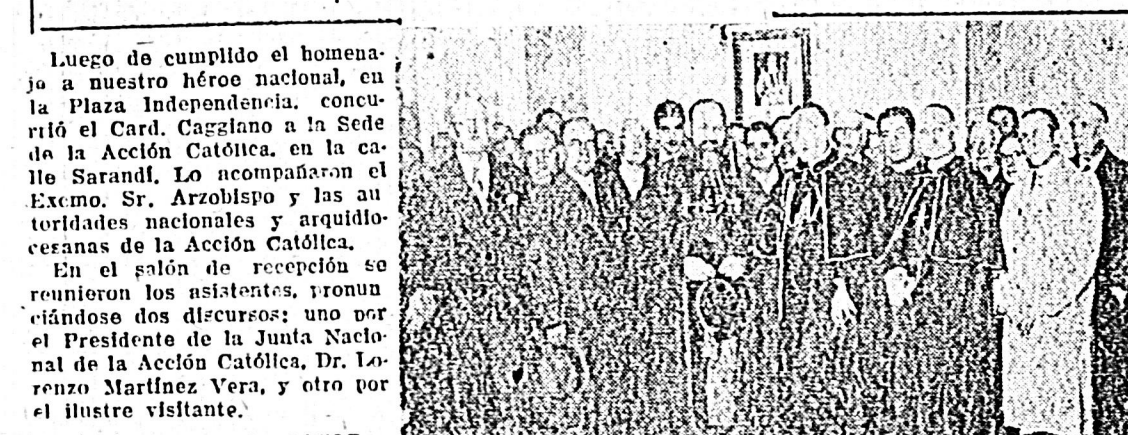 Luego de cumplido el homena-
je a nuestro héroe nacional, en
la Plaza Independencia, concu-
rrió el Card. Caggiano a la Sede
de la Acción Católica, en la ca-
lle Sarandí. Lo acompañaron el
Exemo. Sr. Arzobispo y las au
toridades nacionales y arquidio-
cesanas de la Acción Católica.
En el salón de recepción se
reunieron los asistentes, pronun
ciándose dos discursos: uno por
el Presidente de la Junta Nacio-
nal de la Acción Católica, Dr. Lo-
renzo Martínez Vera, y otro por
el ilustre visitante.